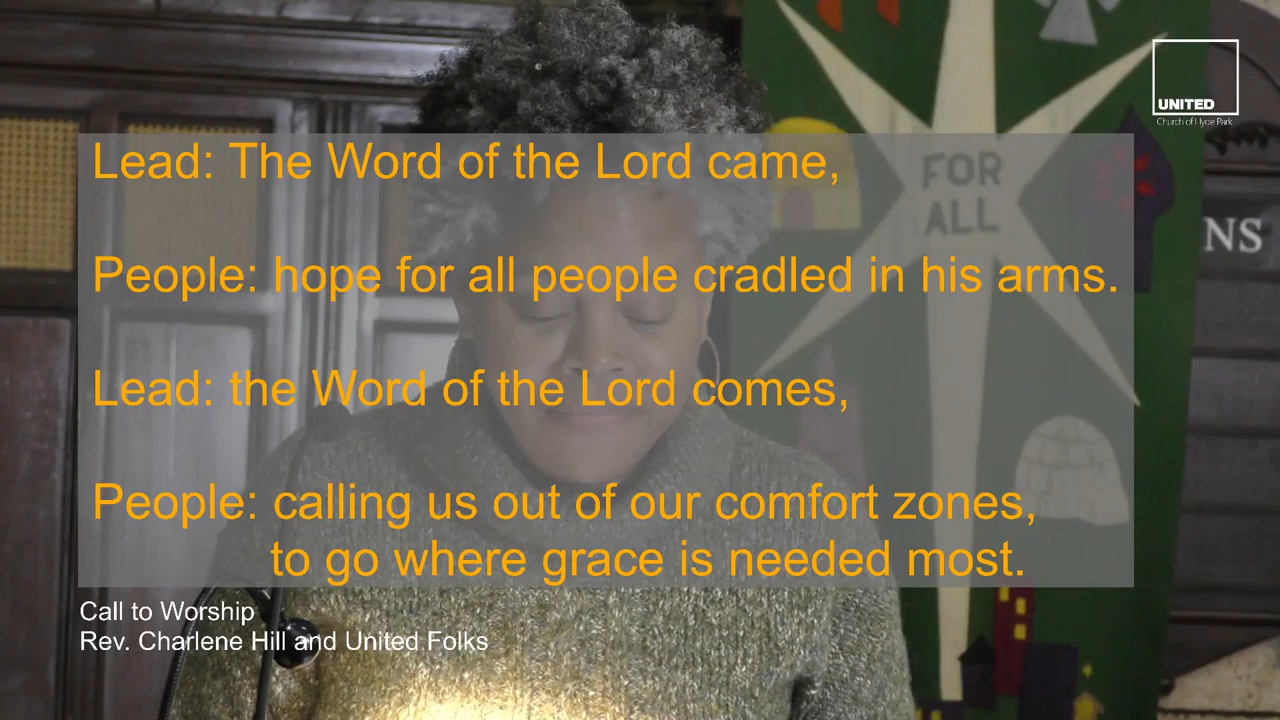 UNITED
Church of Hyde Park
Lead: The Word of the Lord came,
FOR
ALL
NS
People: hope for all people cradled in his arms.
Lead: the Word of the Lord comes,
People: calling us out of our comfort zones,
to go where grace is needed most.
Call to Worship
Rev. Charlene Hill and United Folks